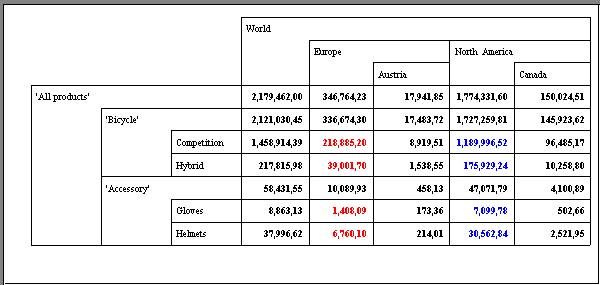 World
Europe North America
Austria Canada
'All products' 2,179,462,00 346,764,23 17,941,85 1,774,331,60 150,024,51
'Bicycle' 2,121,030,45 336,674,30 17,483,72 1,727,259,81 145,923,62
Competition 1,458,914,39 218,885,20 8,919,51 1,189,996,52 96,485,17
Hybrid 217,815,98 39,001,70 1,538,55 175,929,24 10,258,80
'Accessory' 58,431,55 10,089,93 458,13 47,071,79 4,100,89
Gloves 8,863,13 1,408,09 173,36 7,099,78 502,66
Helmets 37,996,62 6,760,10 214,01 30,562,84 2,521,95